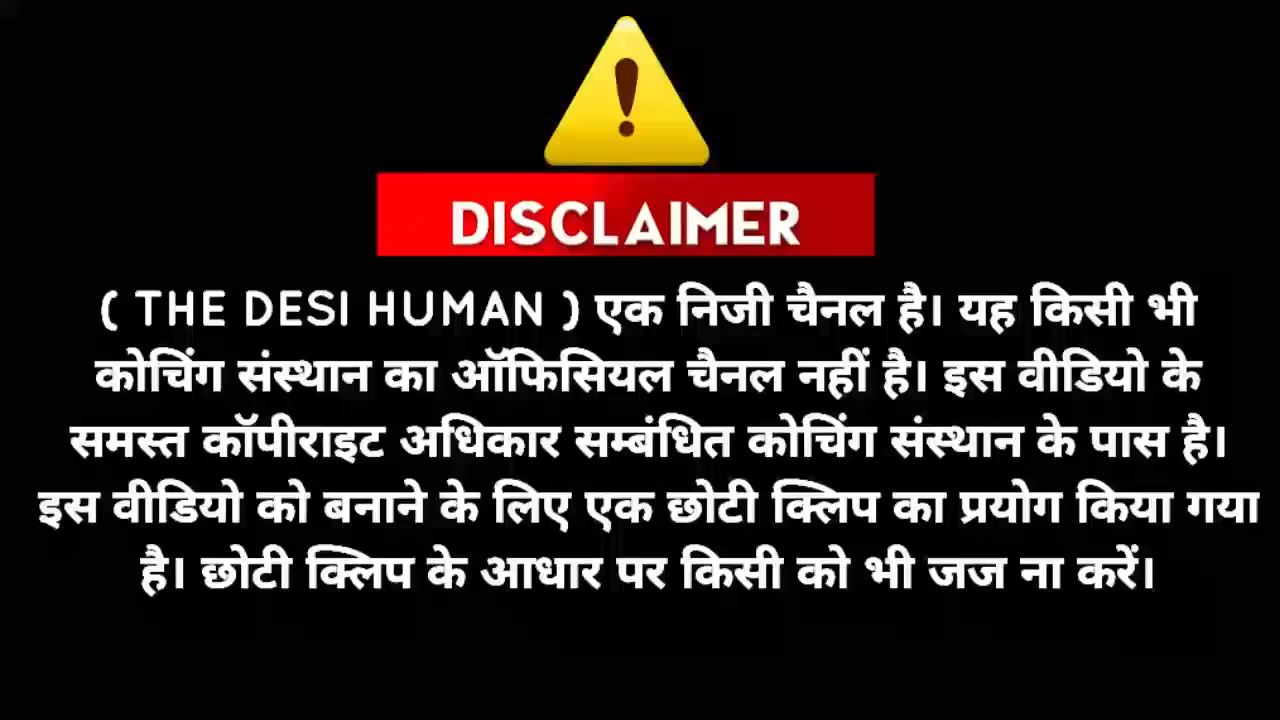 DISCLAIMER
( THE DESI HUMAN ) एक निजी चैनल है। यह किसी भी
कोचिंग संस्थान का ऑफिसियल चैनल नहीं है। इस वीडियो के
समस्त कॉपीराइट अधिकार सम्बंधित कोचिंग संस्थान के पास है।
इस वीडियो को बनाने के लिए एक छोटी क्लिप का प्रयोग किया गया
है। छोटी क्लिप के आधार पर किसी को भी जज ना करें।